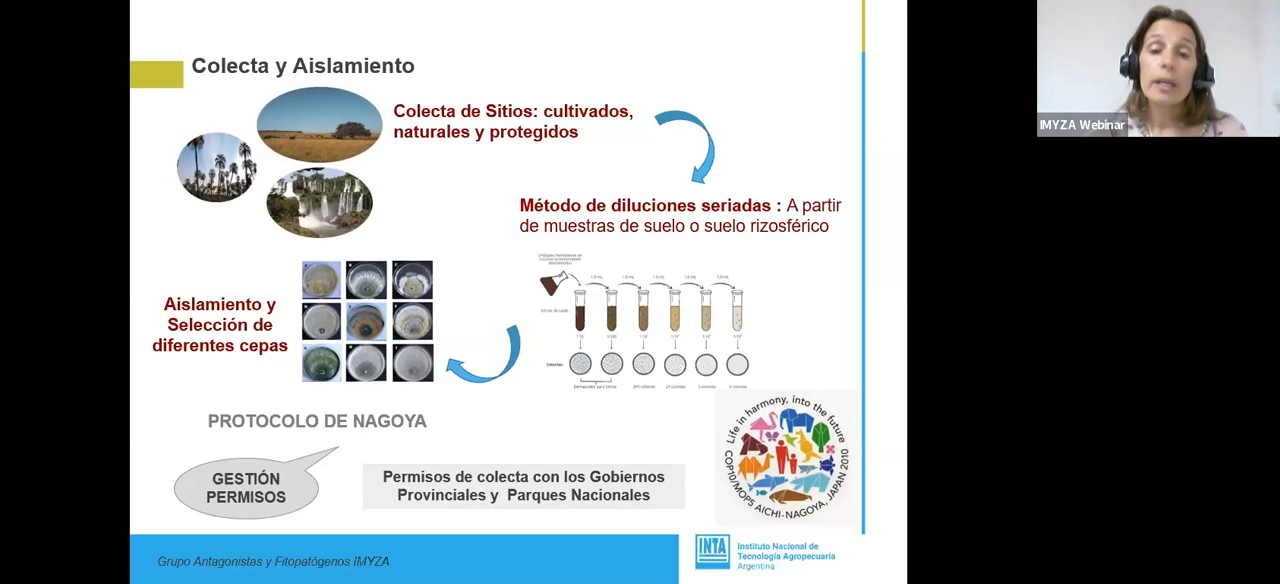 Colecta y Aislamiento
Colecta de Sitios: cultivados,
naturales y protegidos
IMYZA Webinar
Método de diluciones seriadas : A partir
de muestras de suelo o suelo rizosférico
Aislamiento y
Selección de
diferentes cepas
Colonias
PROTOCOLO DE NAGOYA
GESTIÓN
PERMISOS
Permisos de colecta con los Gobiernos
Provinciales y Parques Nacionales
Life in harmony, into the future
COP10/MOP5 AICHI-NAGOYA, JAPAN 2010
Grupo Antagonistas y Fitopatógenos IMYZA
INTA
Instituto Nacional de
Tecnología Agropecuaria
Argentina